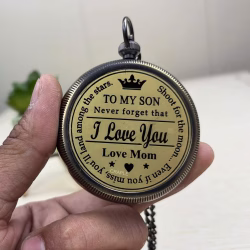 TO MY SON
Never forget that
I Love You
Love Mom
Shoot for the moon... Even if you miss, you'll land among the stars.